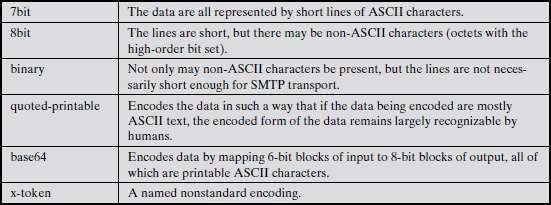 7bit The data are all represented by short lines of ASCII characters.
8bit The lines are short, but there may be non-ASCII characters (octets with the
high-order bit set).
binary Not only may non-ASCII characters be present, but the lines are not neces-
sarily short enough for SMTP transport.
quoted-printable Encodes the data in such a way that if the data being encoded are mostly
ASCII text, the encoded form of the data remains largely recognizable by
humans.
base64 Encodes data by mapping 6-bit blocks of input to 8-bit blocks of output, all of
which are printable ASCII characters.
x-token A named nonstandard encoding.